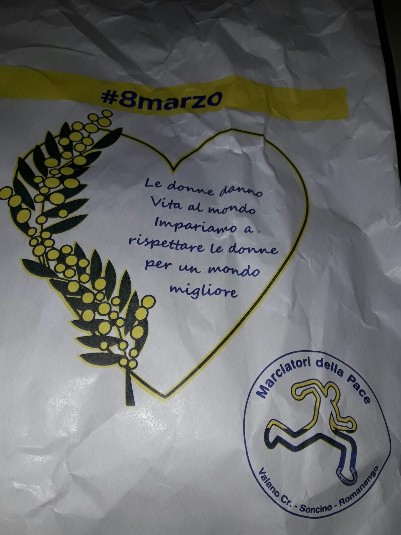 #8marzo
Le donne danno
Vita al mondo
Impariamo a
rispettare le donne
per un mondo
migliore
Marciatori della Pace
Vaiano Cr. - Soncino - Romanengo